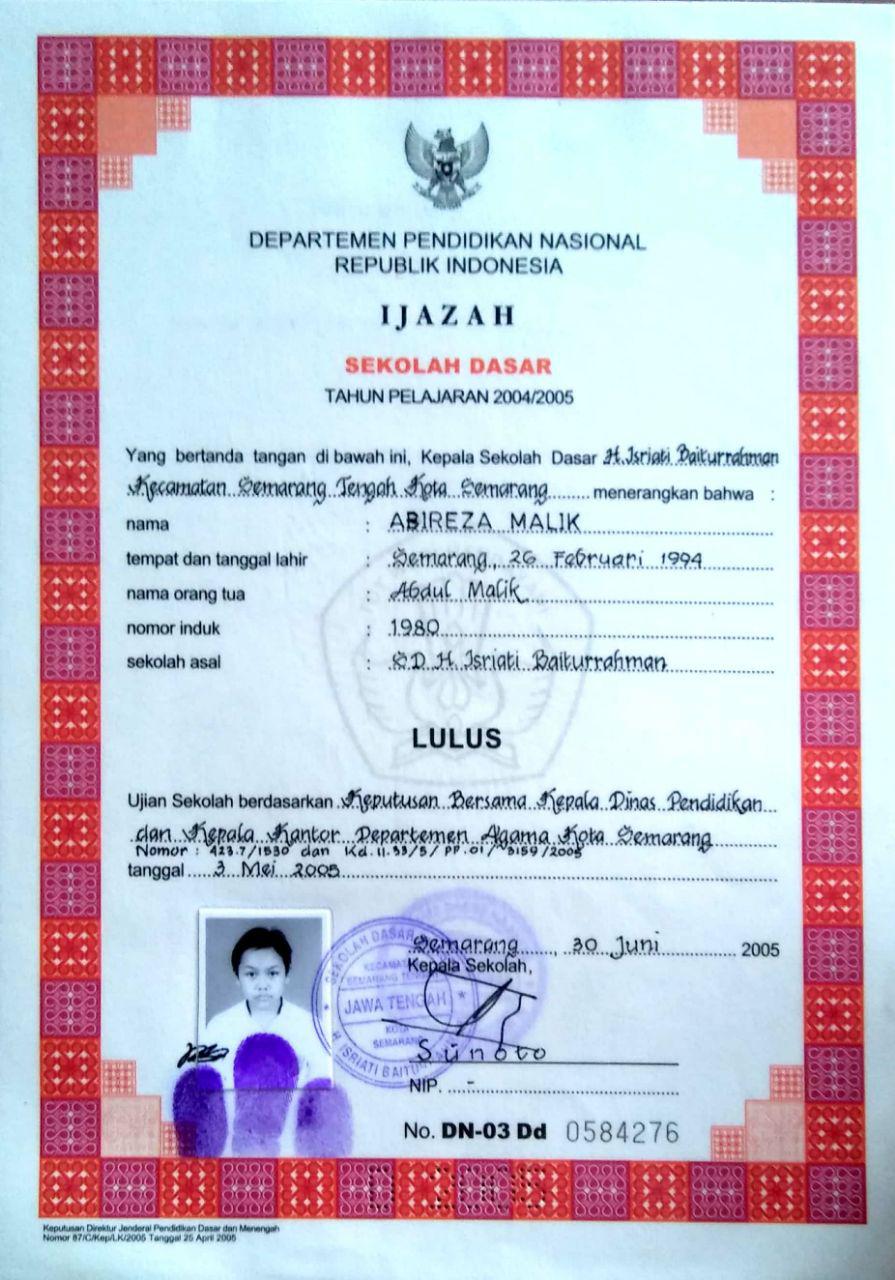 DEPARTEMEN PENDIDIKAN NASIONAL
REPUBLIK INDONESIA
IJAZAH
SEKOLAH DASAR
TAHUN PELAJARAN 2004/2005
Yang bertanda tangan di bawah ini, Kepala Sekolah Dasar H. Isriati Baiturrahman
Kecamatan Semarang Tengah Kota Semarang menerangkan bahwa :
nama : ABIREZA MALIK
tempat dan tanggal lahir : Semarang, 26 Februari 1994
nama orang tua : Abdul Malik
nomor induk : 1980
sekolah asal : SD H. Isriati Baiturrahman
LULUS
Ujian Sekolah berdasarkan Keputusan Bersama Kepala Dinas Pendidikan
dan Kepala Kantor Departemen Agama Kota Semarang
Nomor : 423.7/1530 dan Kd.11.33/5/PP.01/3159/2005
tanggal 3 Mei 2005
Semarang, 30 Juni 2005
Kepala Sekolah,
SEKOLAH DASAR
KECAMATAN
SEMARANG TENGAH
* JAWA TENGAH *
KOTA
SEMARANG
H. ISRIATI BAITUR
Sunoto
NIP. -
No. DN-03 Dd 0584276
Keputusan Direktur Jenderal Pendidikan Dasar dan Menengah
Nomor 87/C/Kep/LK/2005 Tanggal 25 April 2005